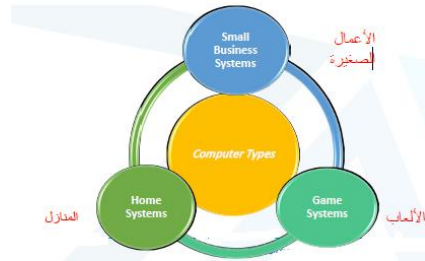 Small
Business
Systems
الأعمال
الصغيرة
Computer Types
Home
Systems
المنازل
Game
Systems
الألعاب